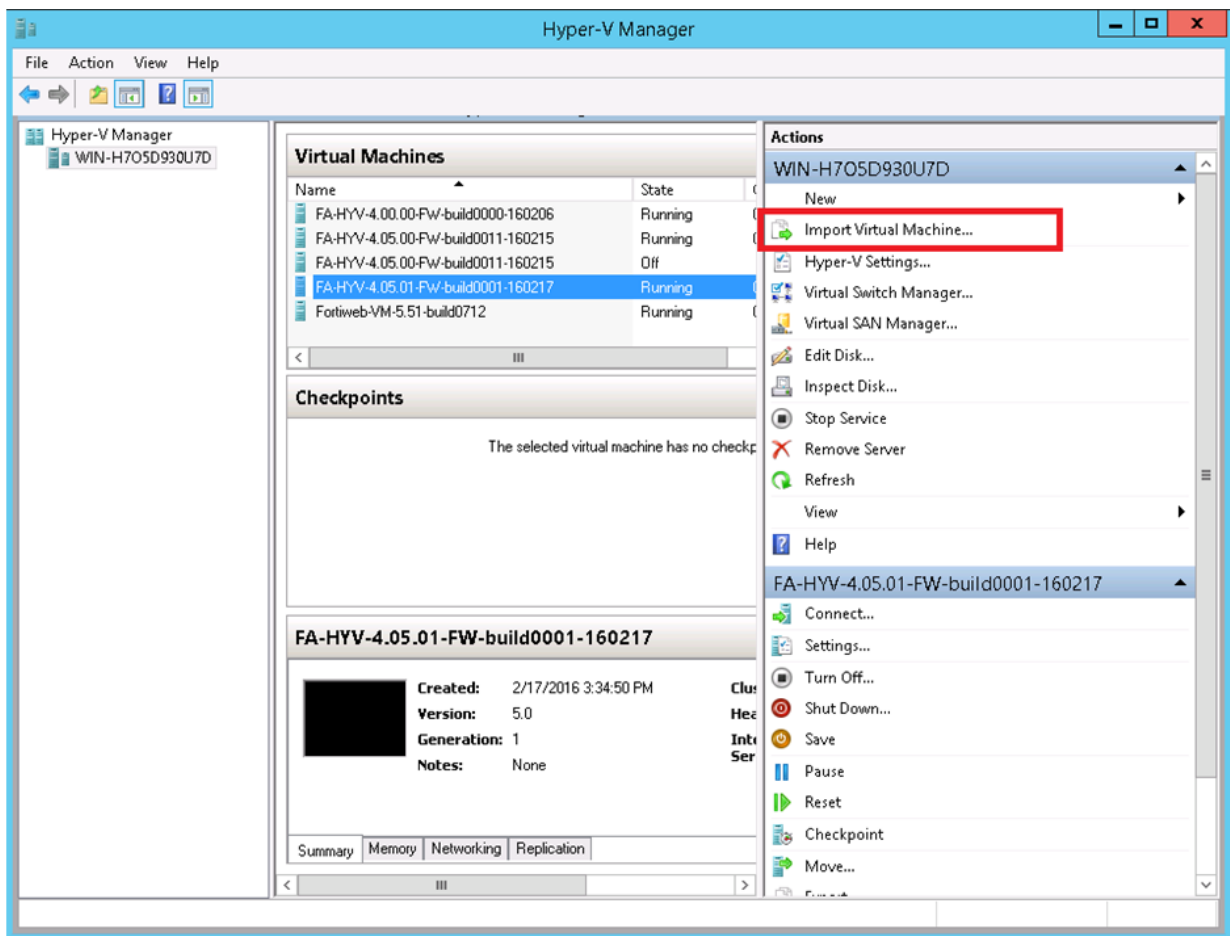 Hyper-V Manager
File Action View Help
Hyper-V Manager
WIN-H7O5D930U7D
Virtual Machines
Name State
FA-HYV-4.00.00-FW-build0000-160206 Running
FA-HYV-4.05.00-FW-build0011-160215 Running
FA-HYV-4.05.00-FW-build0011-160215 Off
FA-HYV-4.05.01-FW-build0001-160217 Running
Fortiweb-VM-5.51-build0712 Running
Checkpoints
The selected virtual machine has no checkp
FA-HYV-4.05.01-FW-build0001-160217
Created: 2/17/2016 3:34:50 PM Clus
Version: 5.0 Hea
Generation: 1 Inte
Notes: None Ser
Summary Memory Networking Replication
Actions
WIN-H7O5D930U7D
New
Import Virtual Machine...
Hyper-V Settings...
Virtual Switch Manager...
Virtual SAN Manager...
Edit Disk...
Inspect Disk...
Stop Service
Remove Server
Refresh
View
Help
FA-HYV-4.05.01-FW-build0001-160217
Connect...
Settings...
Turn Off...
Shut Down...
Save
Pause
Reset
Checkpoint
Move...